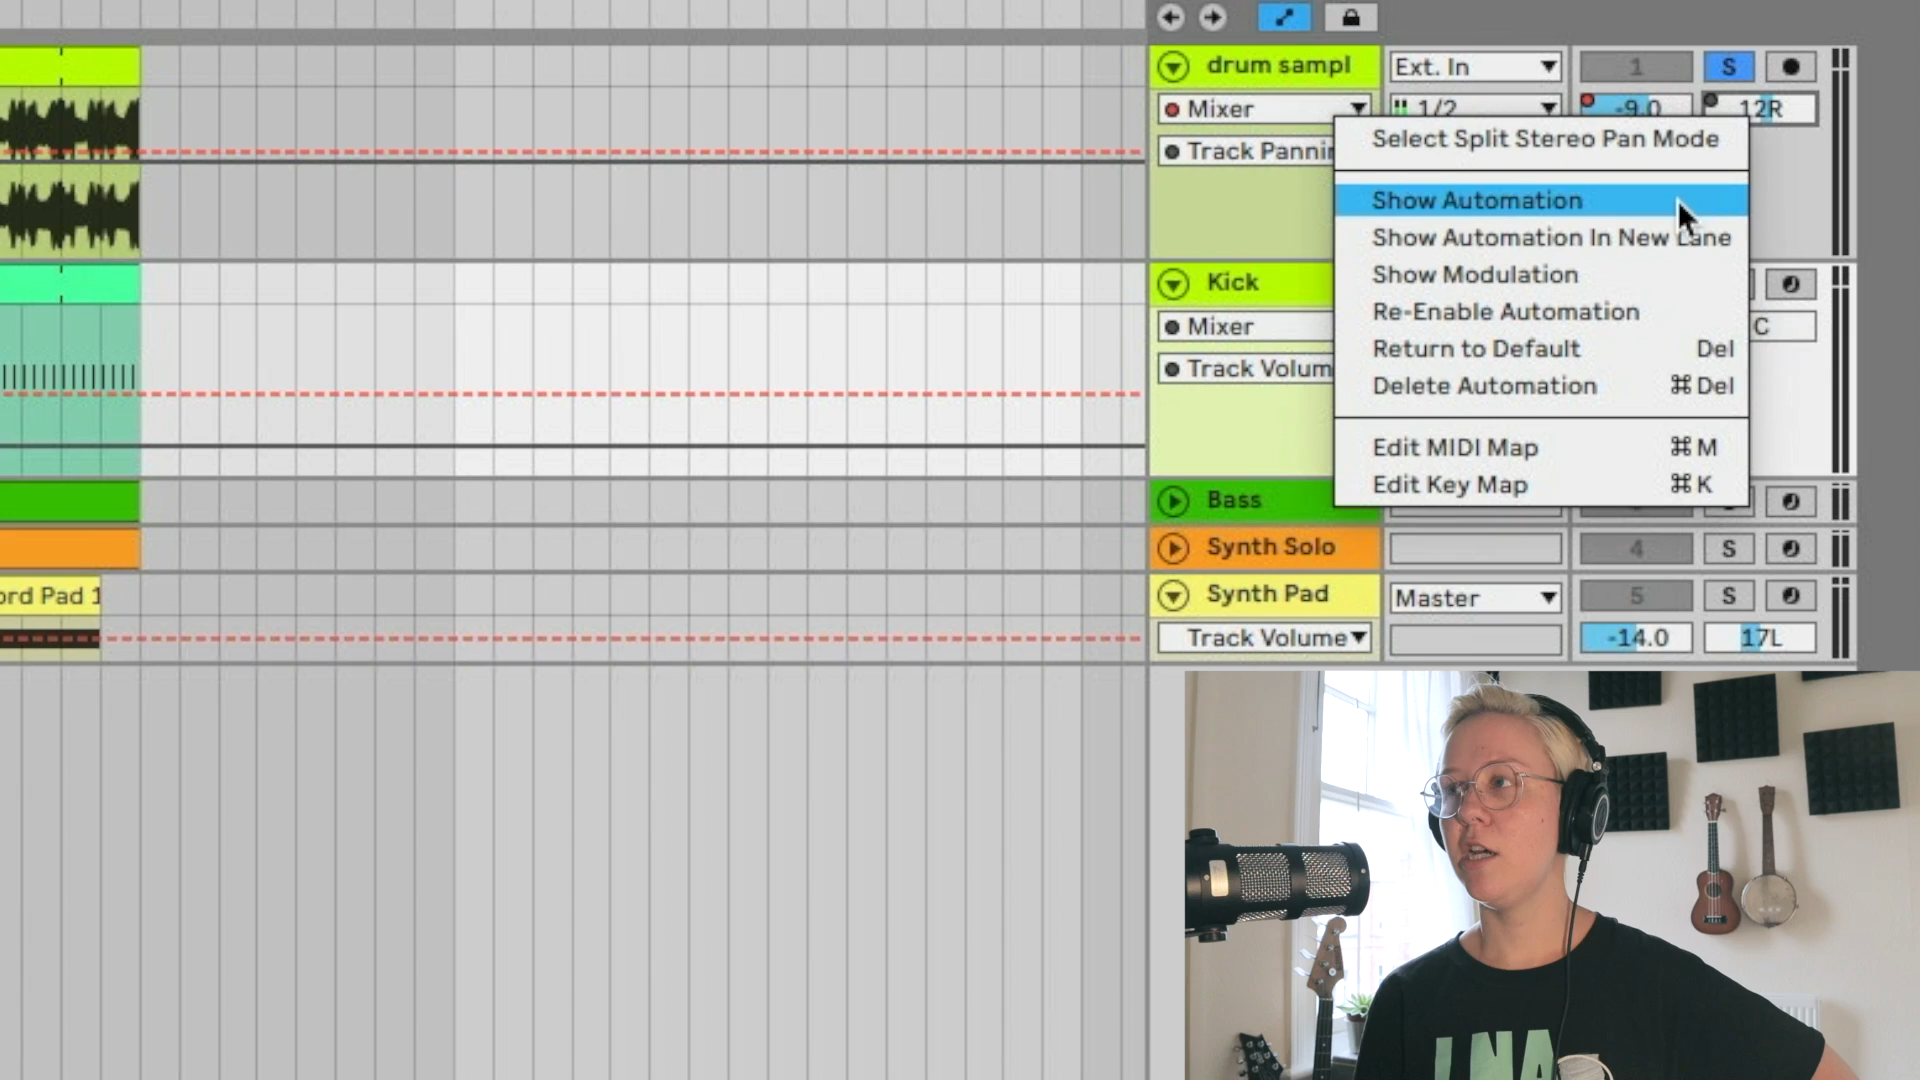 drum sampl
Ext. In
1
S
Mixer
1/2
-9.0
12R
Track Pannin
Select Split Stereo Pan Mode
Show Automation
Show Automation In New Lane
Show Modulation
Re-Enable Automation
Return to Default Del
Delete Automation ⌘ Del
Edit MIDI Map ⌘ M
Edit Key Map ⌘ K
Kick
Mixer
C
Track Volum
Bass
Synth Solo
4
S
ord Pad 1
Synth Pad
Master
5
S
Track Volume
-14.0
17L
LNA